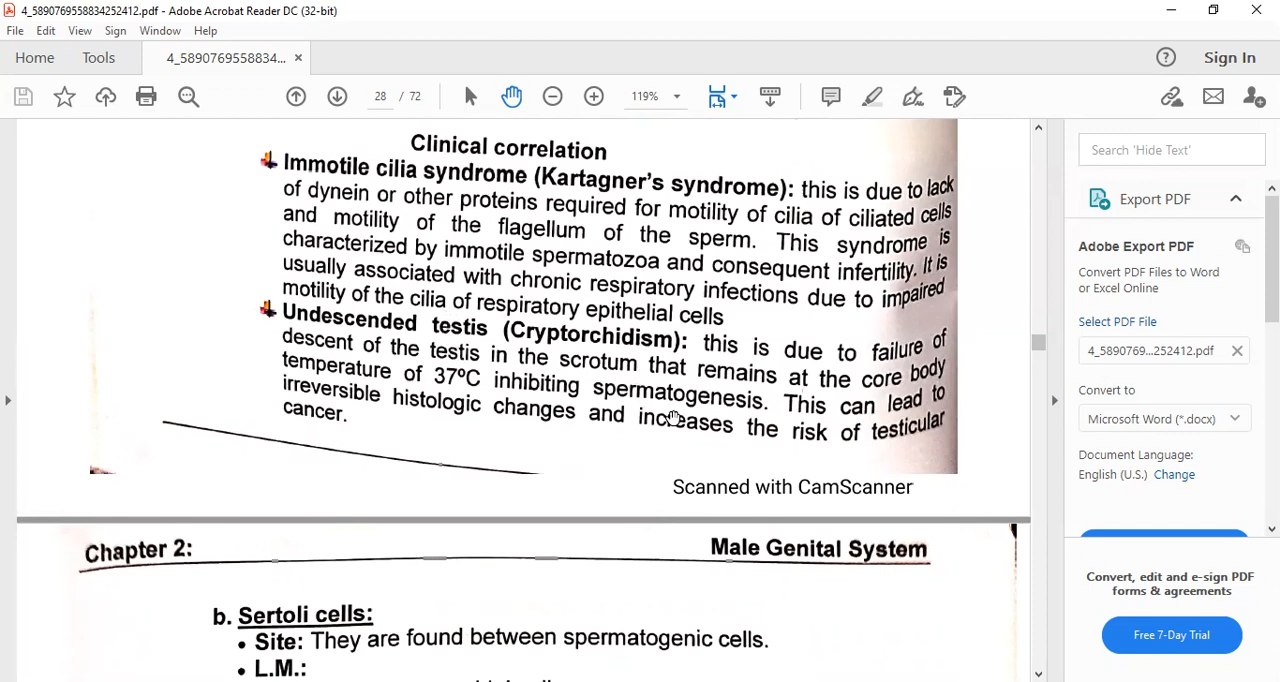 4_5890769558834252412.pdf - Adobe Acrobat Reader DC (32-bit)
File Edit View Sign Window Help
Home Tools 4_5890769558834... ×
Sign In
28 / 72 119%
Clinical correlation
Immotile cilia syndrome (Kartagner's syndrome): this is due to lack
of dynein or other proteins required for motility of cilia of ciliated cells
and motility of the flagellum of the sperm. This syndrome is
characterized by immotile spermatozoa and consequent infertility. It is
usually associated with chronic respiratory infections due to impaired
motility of the cilia of respiratory epithelial cells
Undescended testis (Cryptorchidism): this is due to failure of
descent of the testis in the scrotum that remains at the core body
temperature of 37ºC inhibiting spermatogenesis. This can lead to
irreversible histologic changes and increases the risk of testicular
cancer.
Scanned with CamScanner
Chapter 2: Male Genital System
b. Sertoli cells:
• Site: They are found between spermatogenic cells.
• L.M.:
Search 'Hide Text'
Export PDF
Adobe Export PDF
Convert PDF Files to Word
or Excel Online
Select PDF File
4_5890769...252412.pdf
Convert to
Microsoft Word (*.docx)
Document Language:
English (U.S.) Change
Convert, edit and e-sign PDF
forms & agreements
Free 7-Day Trial